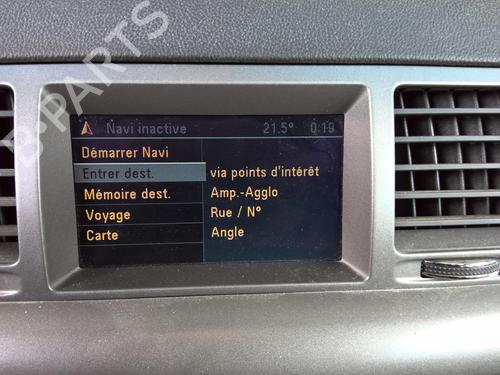 B-PARTS
Navi inactive 21.5° 0:19
Démarrer Navi
Entrer dest. via points d'intérêt
Mémoire dest. Amp.-Agglo
Voyage Rue / N°
Carte Angle